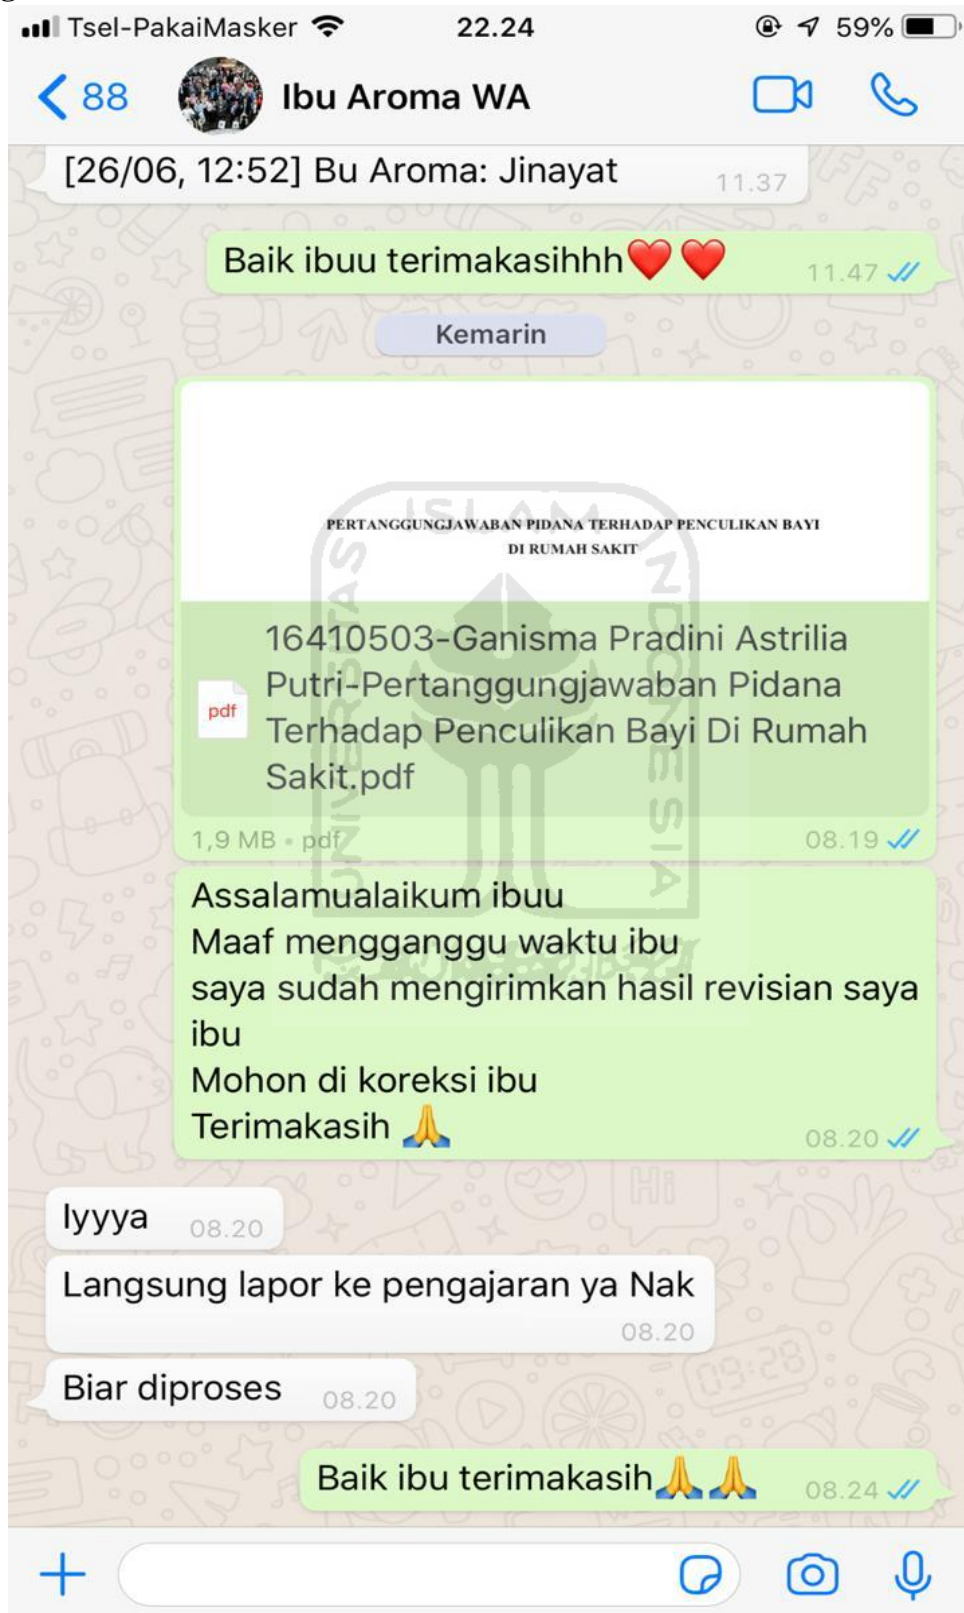 Tsel-PakaiMasker 22.24 59%
88 Ibu Aroma WA
[26/06, 12:52] Bu Aroma: Jinayat 11.37
Baik ibuu terimakasihhh❤️❤️ 11.47
Kemarin
PERTANGGUNGJAWABAN PIDANA TERHADAP PENCULIKAN BAYI
DI RUMAH SAKIT
16410503-Ganisma Pradini Astrilia
Putri-Pertanggungjawaban Pidana
pdf
Terhadap Penculikan Bayi Di Rumah
Sakit.pdf
1,9 MB • pdf 08.19
Assalamualaikum ibuu
Maaf mengganggu waktu ibu
saya sudah mengirimkan hasil revisian saya
ibu
Mohon di koreksi ibu
Terimakasih 🙏 08.20
Iyyya 08.20
Langsung lapor ke pengajaran ya Nak
08.20
Biar diproses 08.20
Baik ibu terimakasih🙏🙏 08.24
UNIVERSITAS ISLAM INDONESIA